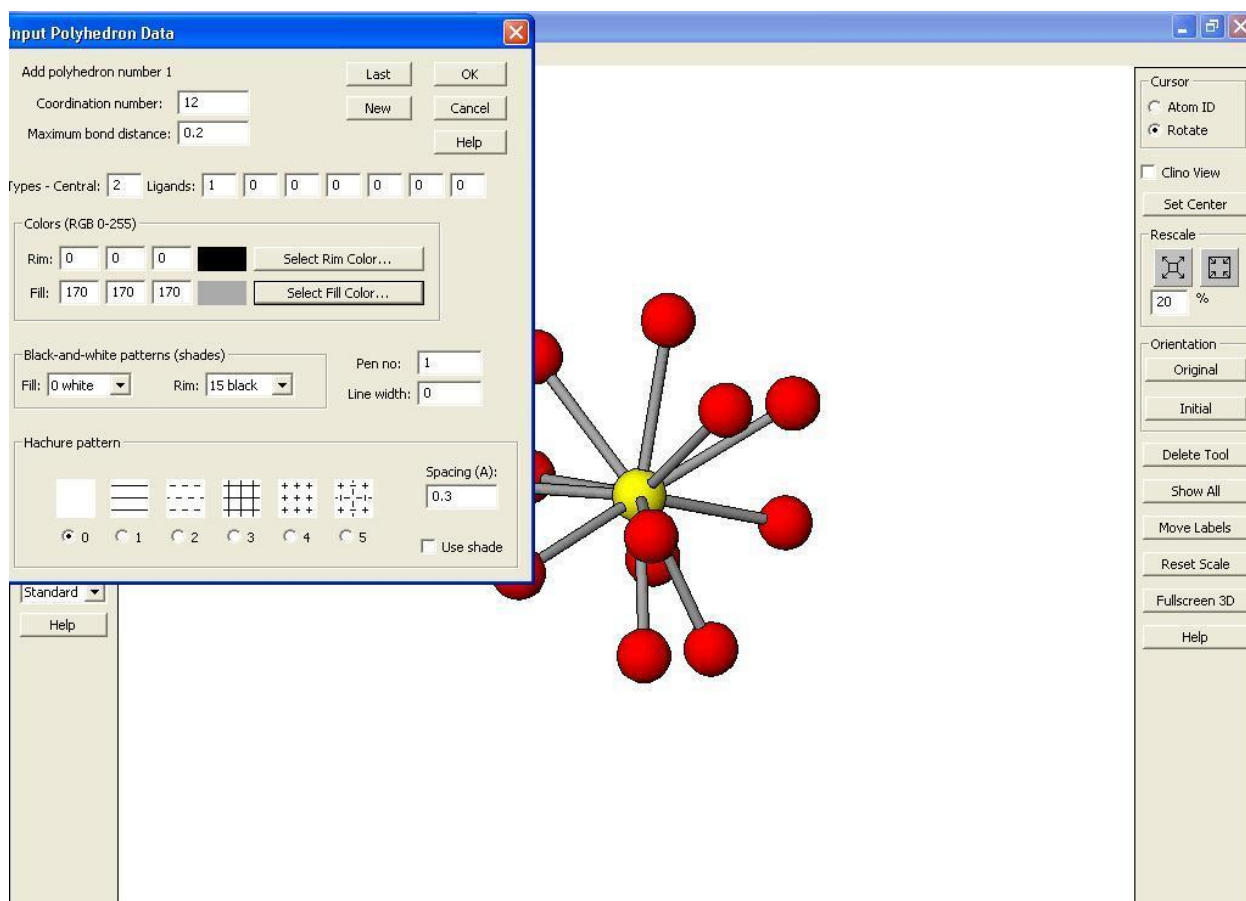 Input Polyhedron Data
Add polyhedron number 1
Last
OK
Coordination number: 12
New
Cancel
Maximum bond distance: 0.2
Help
Types - Central: 2 Ligands: 1 0 0 0 0 0 0
Colors (RGB 0-255)
Rim: 0 0 0 Select Rim Color...
Fill: 170 170 170 Select Fill Color...
Black-and-white patterns (shades)
Fill: 0 white Rim: 15 black
Pen no: 1
Line width: 0
Hachure pattern
Spacing (A):
0.3
0 1 2 3 4 5
Use shade
Standard
Help
Cursor
Atom ID
Rotate
Clino View
Set Center
Rescale
20 %
Orientation
Original
Initial
Delete Tool
Show All
Move Labels
Reset Scale
Fullscreen 3D
Help